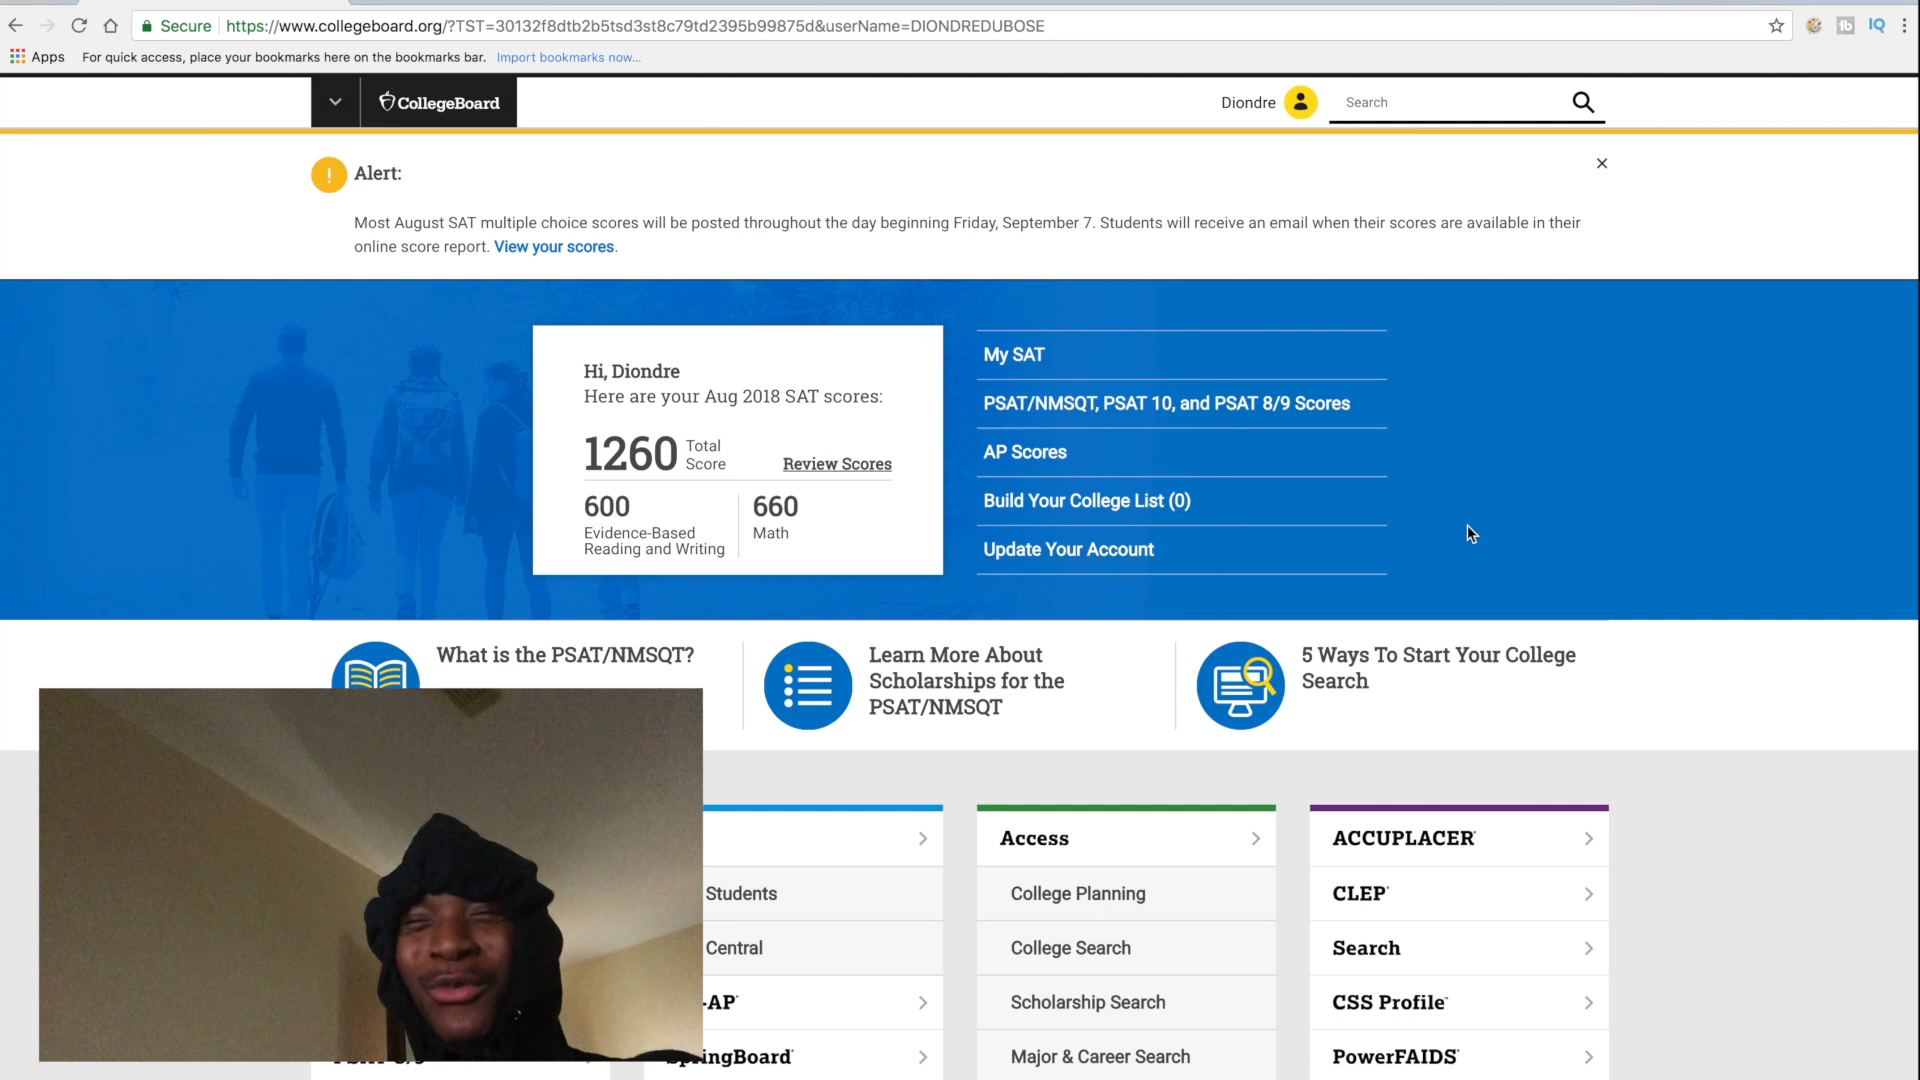 Secure https://www.collegeboard.org/?TST=30132f8dtb2b5tsd3st8c79td2395b99875d&userName=DIONDREDUBOSE
Apps For quick access, place your bookmarks here on the bookmarks bar. Import bookmarks now...
CollegeBoard
Diondre
Search
Alert:
Most August SAT multiple choice scores will be posted throughout the day beginning Friday, September 7. Students will receive an email when their scores are available in their
online score report. View your scores.
Hi, Diondre
Here are your Aug 2018 SAT scores:
1260 Total
Score
Review Scores
600
Evidence-Based
Reading and Writing
660
Math
My SAT
PSAT/NMSQT, PSAT 10, and PSAT 8/9 Scores
AP Scores
Build Your College List (0)
Update Your Account
What is the PSAT/NMSQT?
Learn More About
Scholarships for the
PSAT/NMSQT
5 Ways To Start Your College
Search
Students
Central
-AP
SpringBoard
Access
College Planning
College Search
Scholarship Search
Major & Career Search
ACCUPLACER
CLEP
Search
CSS Profile
PowerFAIDS